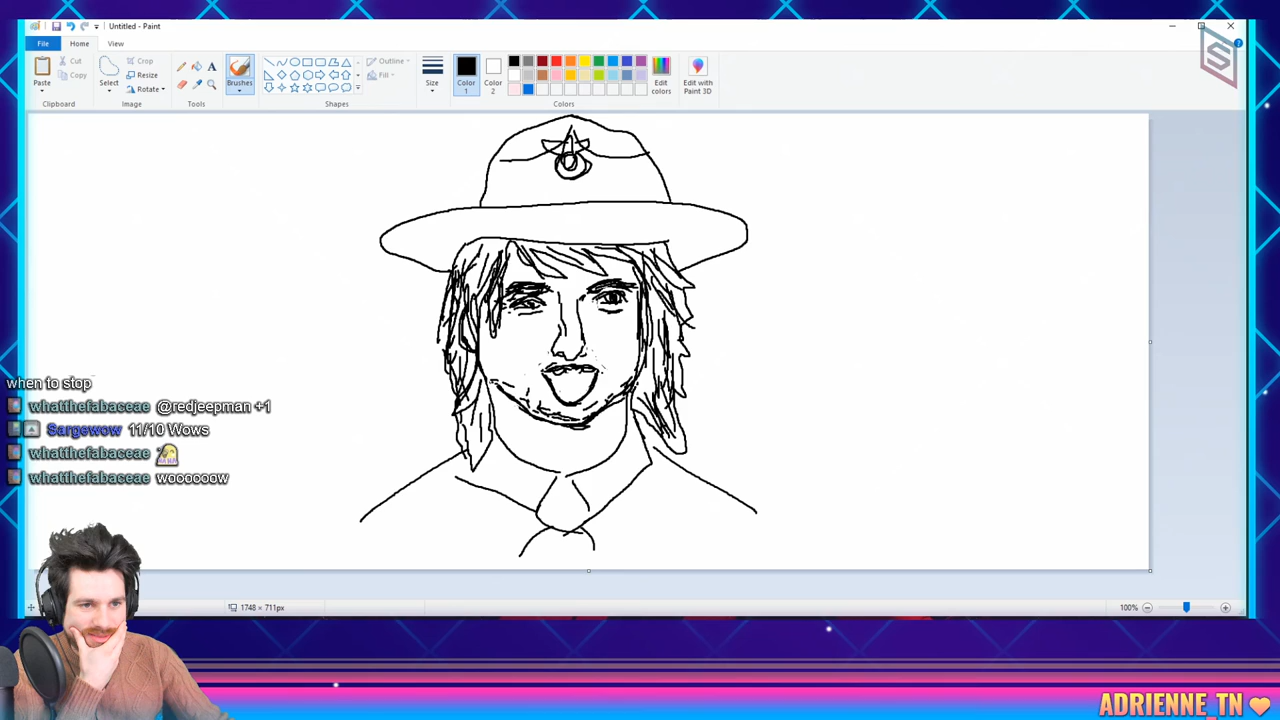 Untitled - Paint
File Home View
Cut
Copy
Paste
Clipboard
Select
Crop
Resize
Rotate
Image
A
Tools
Brushes
Outline
Fill
Shapes
Size
Color
1
Color
2
Edit
colors
Colors
Edit with
Paint 3D
when to stop
whatthefabaceae @redjeepman +1
Sargewow 11/10 Wows
whatthefabaceae
whatthefabaceae woooooow
1748 × 711px
100%
ADRIENNE_TN